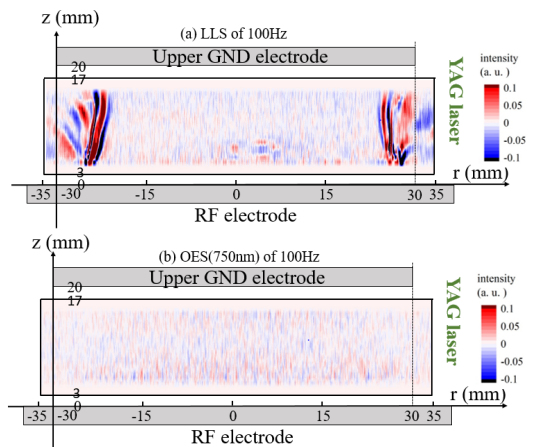 z (mm)
(a) LLS of 100Hz
Upper GND electrode
20
17
3
0
-35 -30 -15 0 15 30 35
r (mm)
RF electrode
YAG laser
intensity
(a. u. )
0.1
0.05
0
-0.05
-0.1
z (mm)
(b) OES(750nm) of 100Hz
Upper GND electrode
20
17
3
0
-35 -30 -15 0 15 30 35
r (mm)
RF electrode
YAG laser
intensity
(a. u. )
0.1
0.05
0
-0.05
-0.1